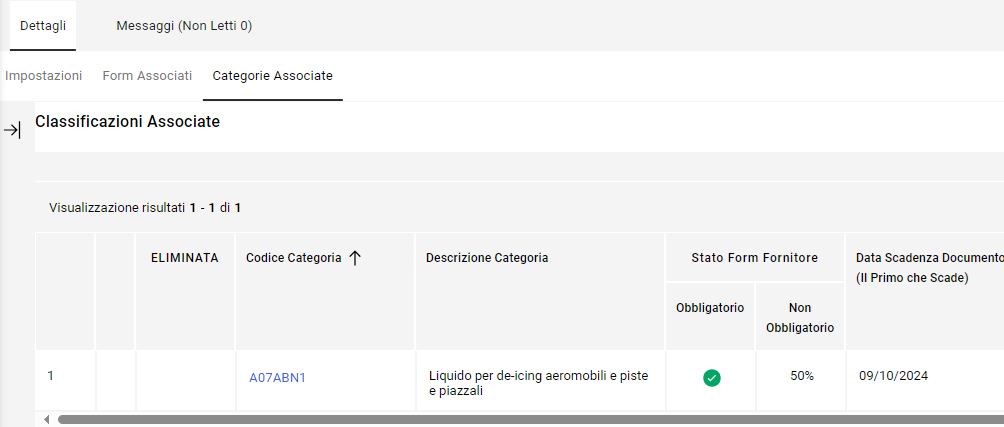 Dettagli Messaggi (Non Letti 0)
Impostazioni Form Associati Categorie Associate
Classificazioni Associate
Visualizzazione risultati 1 - 1 di 1
ELIMINATA Codice Categoria Descrizione Categoria Stato Form Fornitore Data Scadenza Documento
(Il Primo che Scade)
Obbligatorio Non
Obbligatorio
1 A07ABN1 Liquido per de-icing aeromobili e piste
e piazzali 50% 09/10/2024